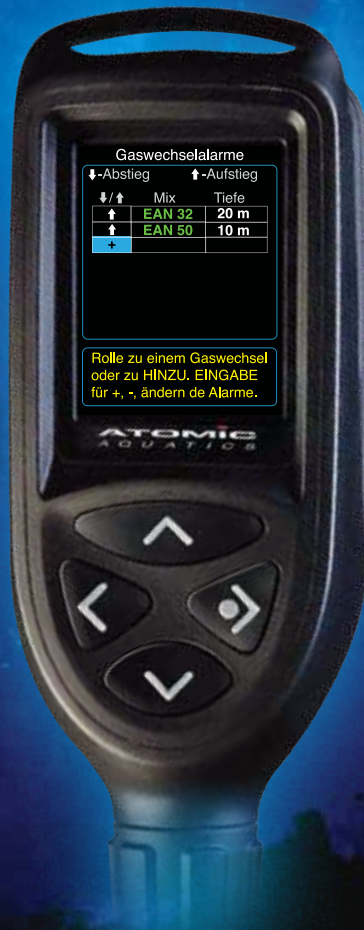 Gaswechselalarme
⬇-Abstieg ⬆-Aufstieg
⬇/⬆ Mix Tiefe
⬆ EAN 32 20 m
⬆ EAN 50 10 m
+
Rolle zu einem Gaswechsel
oder zu HINZU. EINGABE
für +, -, ändern de Alarme.
ATOMIC
AQUATICS